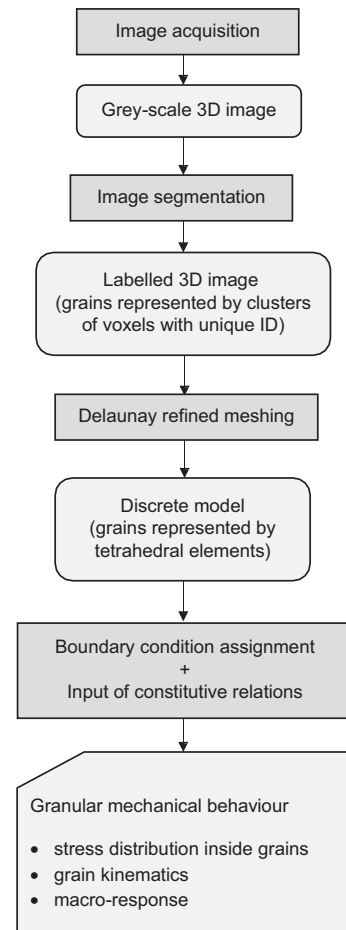 Image acquisition
Grey-scale 3D image
Image segmentation
Labelled 3D image
(grains represented by clusters
of voxels with unique ID)
Delaunay refined meshing
Discrete model
(grains represented by
tetrahedral elements)
Boundary condition assignment
+
Input of constitutive relations
Granular mechanical behaviour
• stress distribution inside grains
• grain kinematics
• macro-response